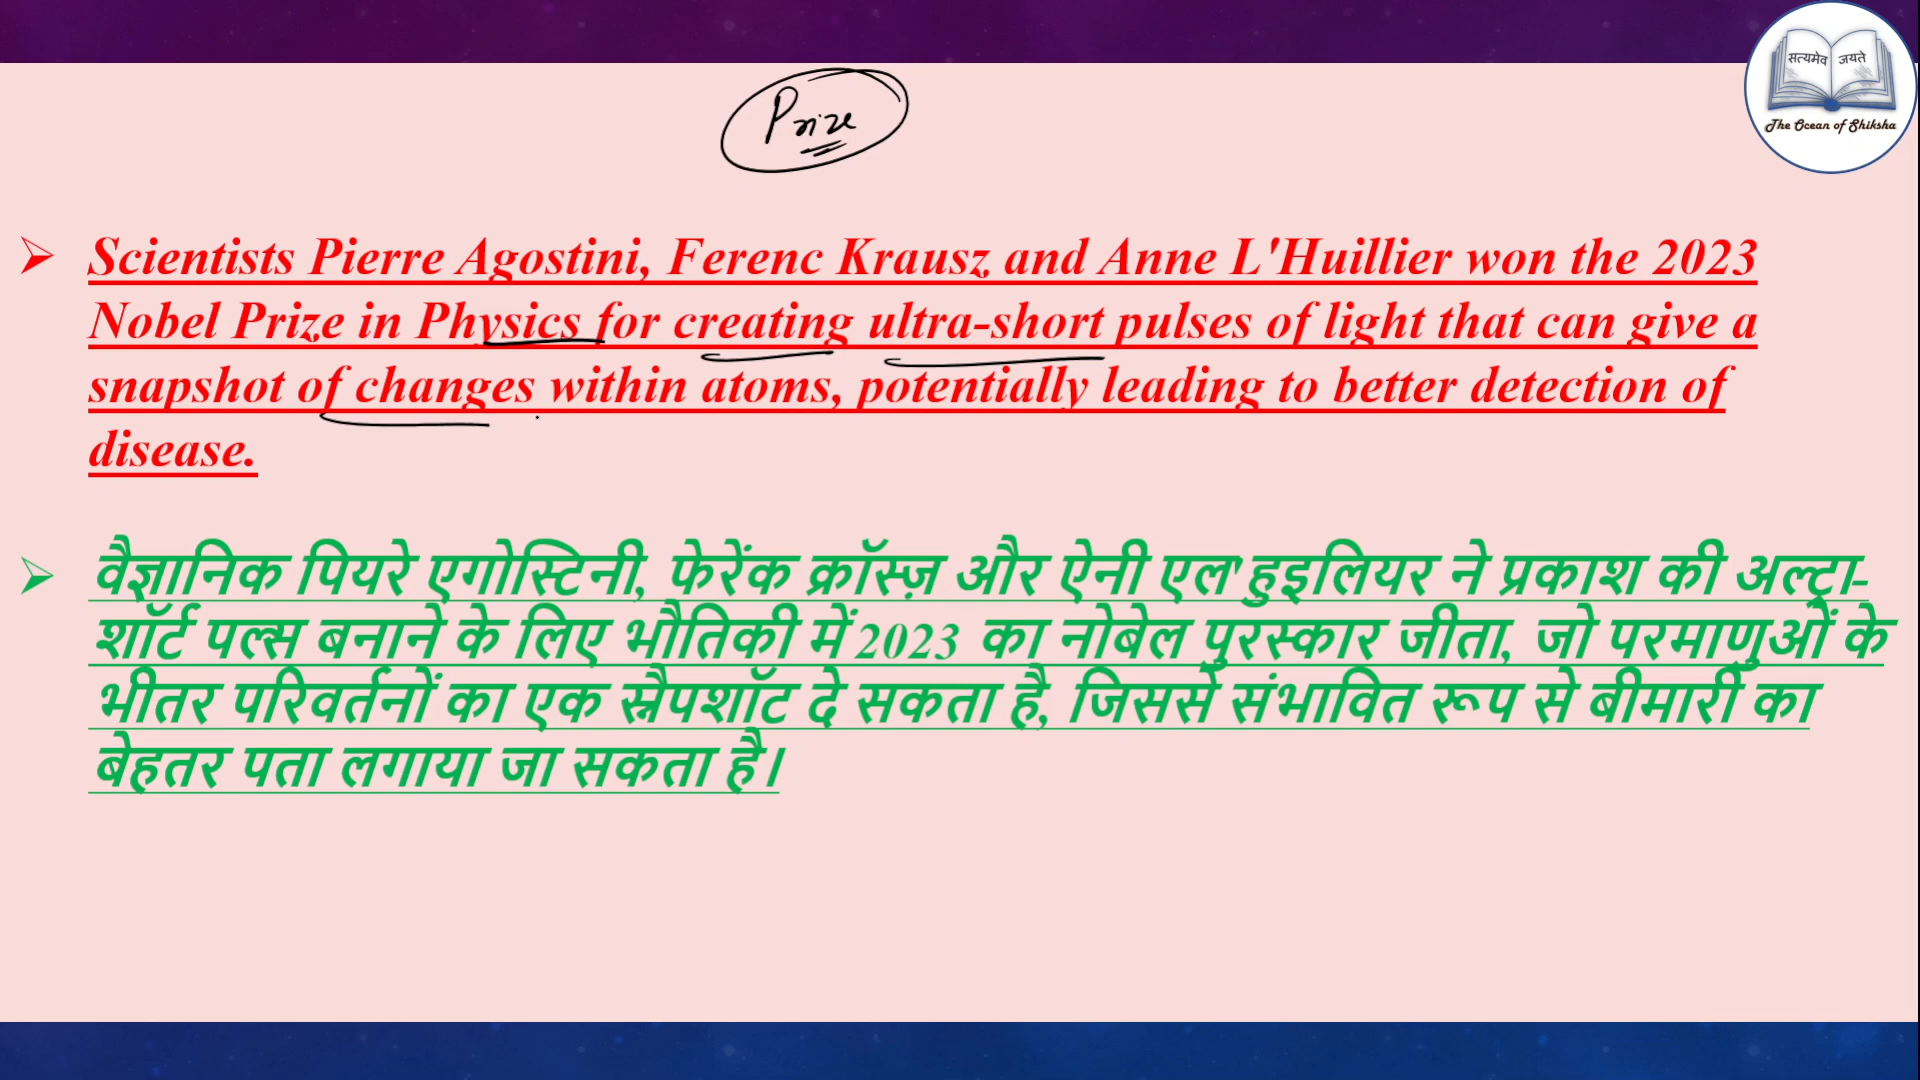 सत्यमेव जयते
The Ocean of Shiksha
Prize
Scientists Pierre Agostini, Ferenc Krausz and Anne L'Huillier won the 2023
Nobel Prize in Physics for creating ultra-short pulses of light that can give a
snapshot of changes within atoms, potentially leading to better detection of
disease.
वैज्ञानिक पियरे एगोस्टिनी, फेरेंक क्रॉस्ज़ और ऐनी एल'हुइलियर ने प्रकाश की अल्ट्रा-
शॉर्ट पल्स बनाने के लिए भौतिकी में 2023 का नोबेल पुरस्कार जीता, जो परमाणुओं के
भीतर परिवर्तनों का एक स्नैपशॉट दे सकता है, जिससे संभावित रूप से बीमारी का
बेहतर पता लगाया जा सकता है।